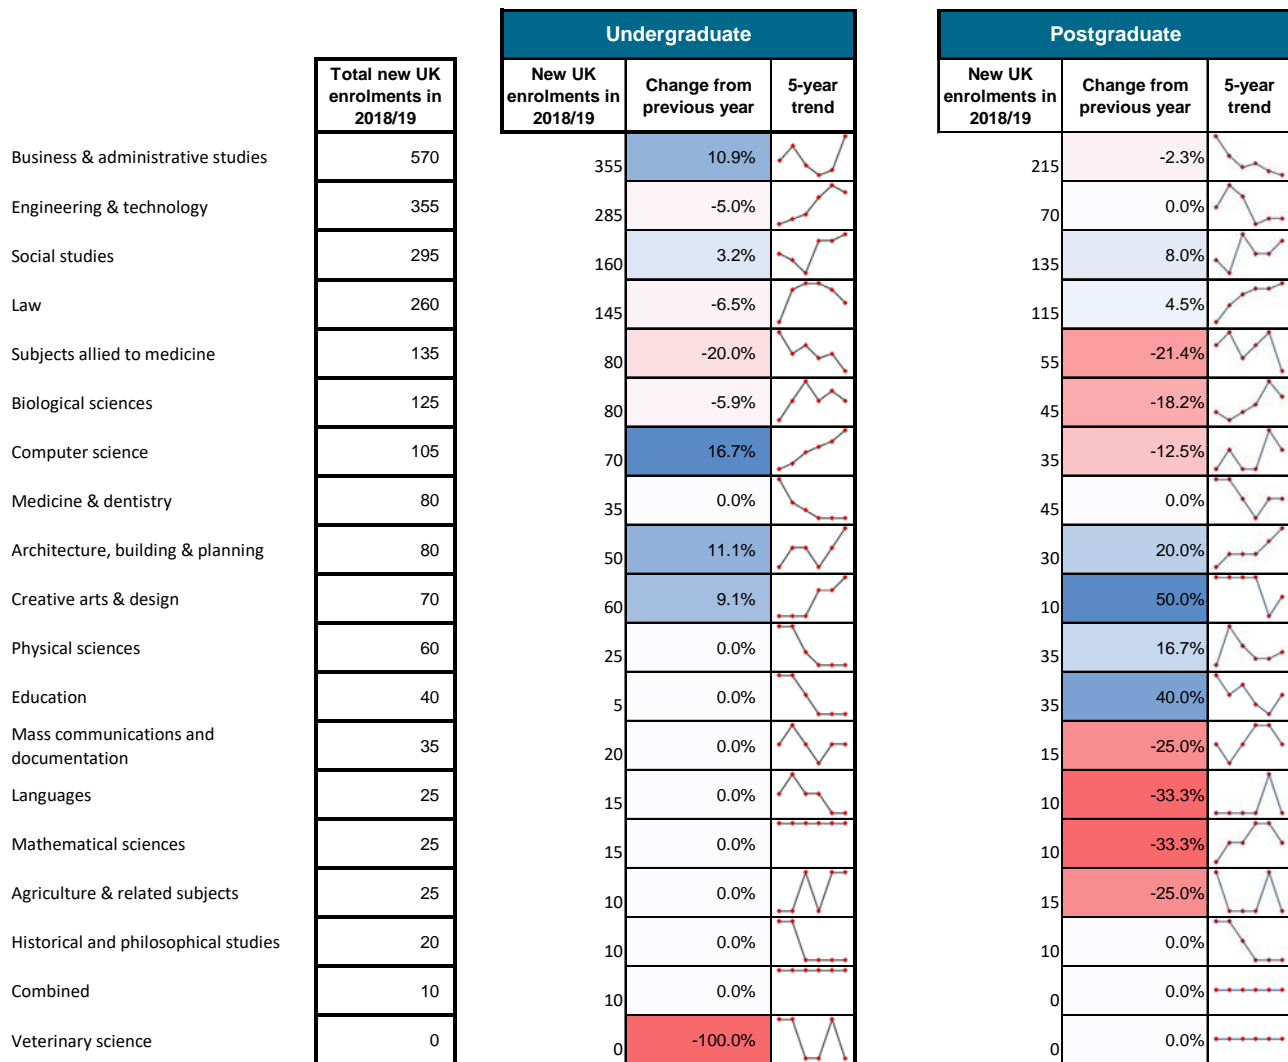 Undergraduate Postgraduate
Total new UK enrolments in 2018/19 New UK enrolments in 2018/19 Change from previous year 5-year trend New UK enrolments in 2018/19 Change from previous year 5-year trend
Business & administrative studies 570 355 10.9% 215 -2.3%
Engineering & technology 355 285 -5.0% 70 0.0%
Social studies 295 160 3.2% 135 8.0%
Law 260 145 -6.5% 115 4.5%
Subjects allied to medicine 135 80 -20.0% 55 -21.4%
Biological sciences 125 80 -5.9% 45 -18.2%
Computer science 105 70 16.7% 35 -12.5%
Medicine & dentistry 80 35 0.0% 45 0.0%
Architecture, building & planning 80 50 11.1% 30 20.0%
Creative arts & design 70 60 9.1% 10 50.0%
Physical sciences 60 25 0.0% 35 16.7%
Education 40 5 0.0% 35 40.0%
Mass communications and documentation 35 20 0.0% 15 -25.0%
Languages 25 15 0.0% 10 -33.3%
Mathematical sciences 25 15 0.0% 10 -33.3%
Agriculture & related subjects 25 10 0.0% 15 -25.0%
Historical and philosophical studies 20 10 0.0% 10 0.0%
Combined 10 10 0.0% 0 0.0%
Veterinary science 0 0 -100.0% 0 0.0%